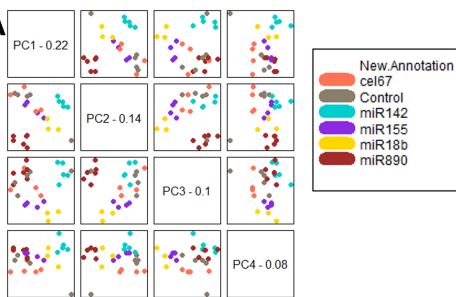 A
PC1 - 0.22
PC2 - 0.14
PC3 - 0.1
PC4 - 0.08
New.Annotation
cel67
Control
miR142
miR155
miR18b
miR890